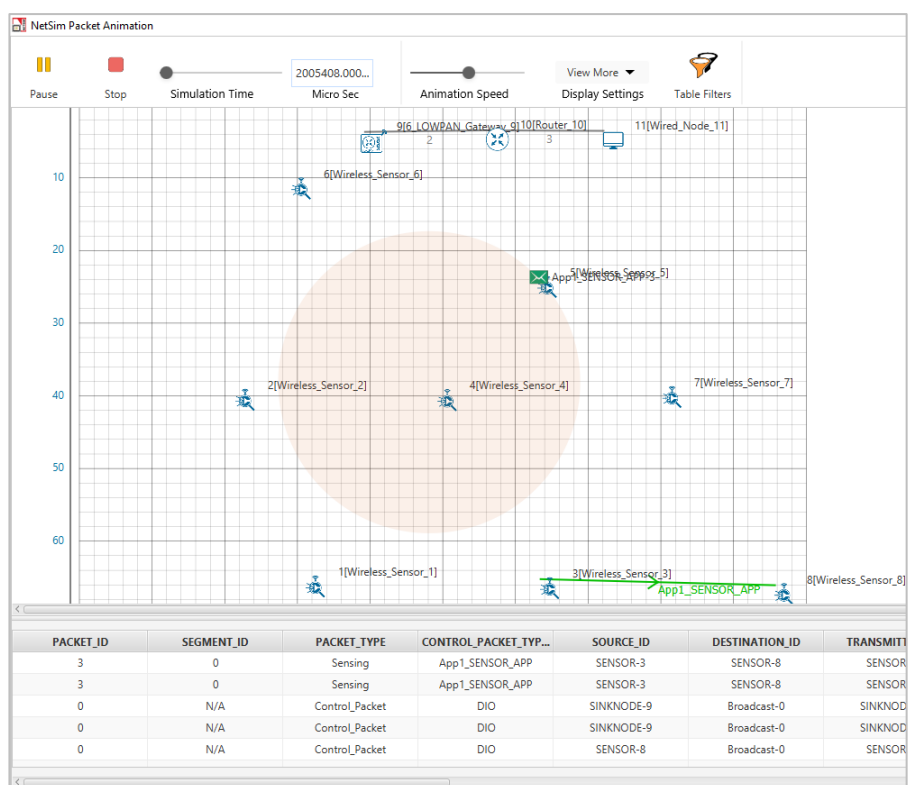 NetSim Packet Animation
2005408.000...
View More
Pause Stop Simulation Time Micro Sec Animation Speed Display Settings Table Filters
9[6_LOWPAN_Gateway_9] 10[Router_10] 11[Wired_Node_11]
2 3
6[Wireless_Sensor_6]
10
20
5[Wireless_Sensor_5]
App1_SENSOR_APP-3-
30
2[Wireless_Sensor_2] 4[Wireless_Sensor_4] 7[Wireless_Sensor_7]
40
50
60
1[Wireless_Sensor_1] 3[Wireless_Sensor_3] 8[Wireless_Sensor_8]
App1_SENSOR_APP
PACKET_ID SEGMENT_ID PACKET_TYPE CONTROL_PACKET_TYP... SOURCE_ID DESTINATION_ID TRANSMITT
3 0 Sensing App1_SENSOR_APP SENSOR-3 SENSOR-8 SENSOR
3 0 Sensing App1_SENSOR_APP SENSOR-3 SENSOR-8 SENSOR
0 N/A Control_Packet DIO SINKNODE-9 Broadcast-0 SINKNOD
0 N/A Control_Packet DIO SINKNODE-9 Broadcast-0 SINKNOD
0 N/A Control_Packet DIO SENSOR-8 Broadcast-0 SENSOR